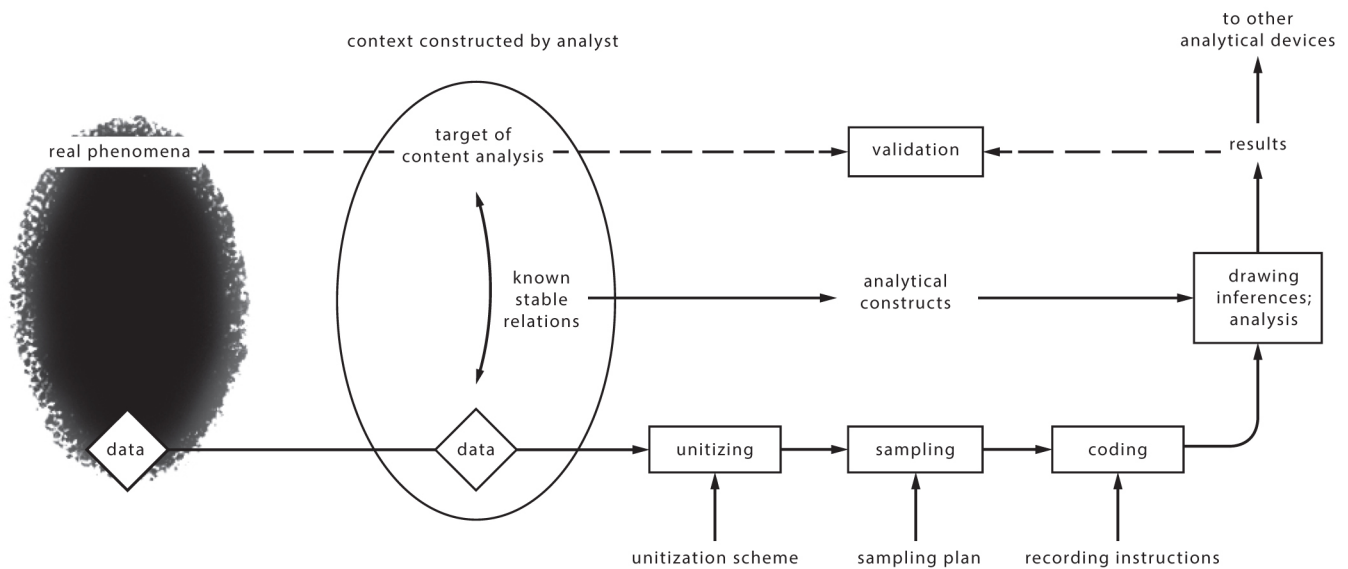 to other
analytical devices
context constructed by analyst
real phenomena
target of
content analysis
validation
results
known
stable
relations
analytical
constructs
drawing
inferences;
analysis
data
data
unitizing
sampling
coding
unitization scheme
sampling plan
recording instructions